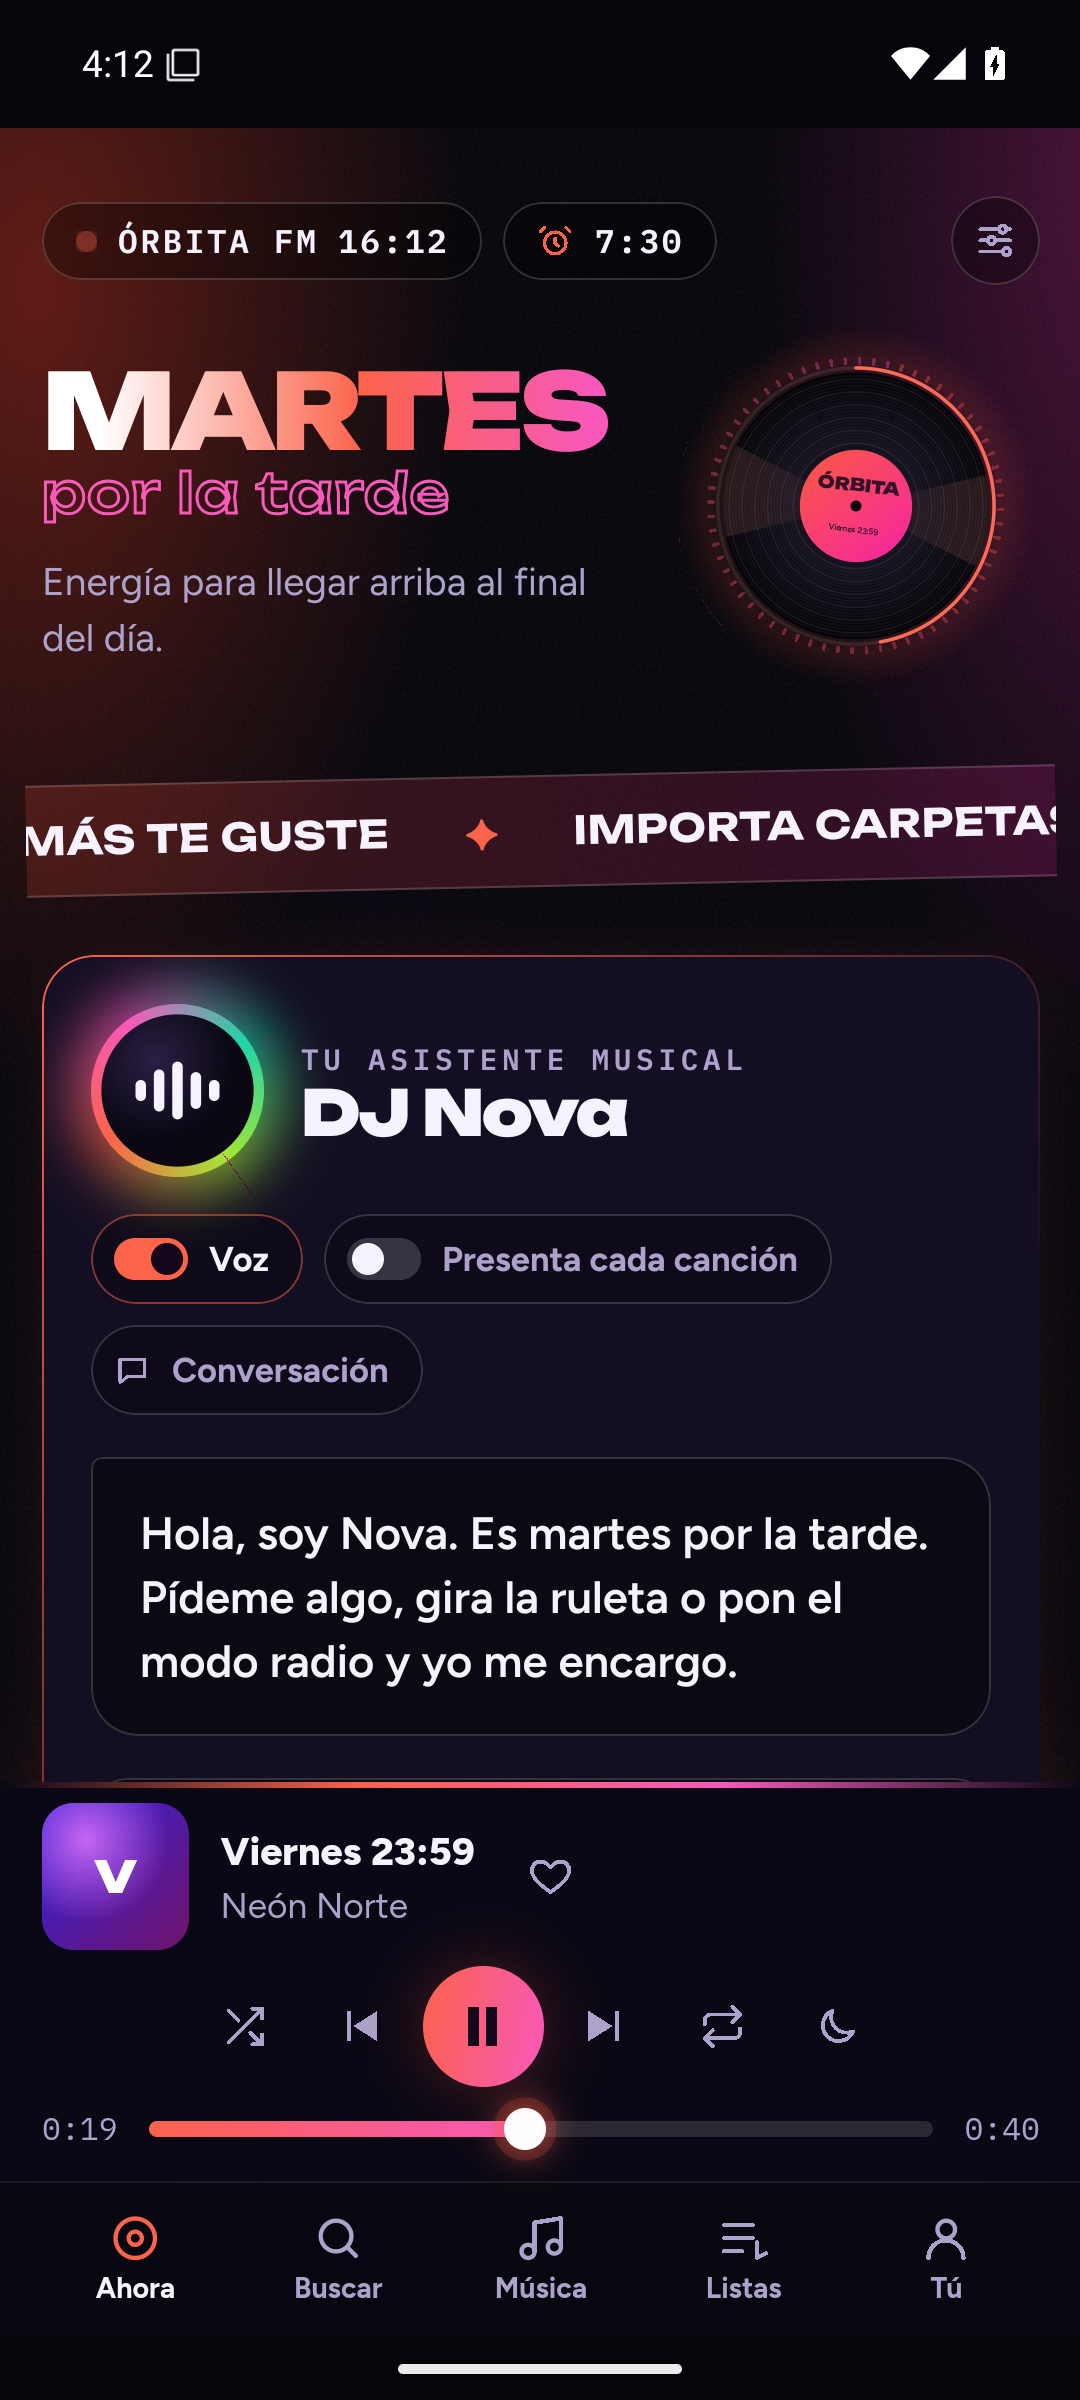 4:12
ÓRBITA FM 16:12
7:30
MARTES
por la tarde
Energía para llegar arriba al final
del día.
ÓRBITA
Viernes 23:59
MÁS TE GUSTE
IMPORTA CARPETAS
TU ASISTENTE MUSICAL
DJ Nova
Voz
Presenta cada canción
Conversación
Hola, soy Nova. Es martes por la tarde.
Pídeme algo, gira la ruleta o pon el
modo radio y yo me encargo.
V
Viernes 23:59
Neón Norte
0:19
0:40
Ahora
Buscar
Música
Listas
Tú